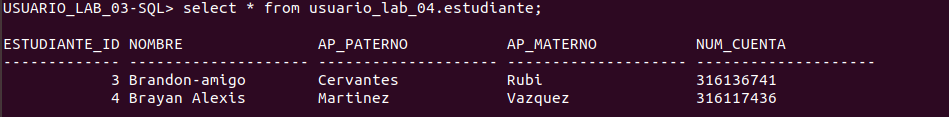 USUARIO_LAB_03-SQL> select * from usuario_lab_04.estudiante;
ESTUDIANTE_ID NOMBRE               AP_PATERNO           AP_MATERNO           NUM_CUENTA
------------- -------------------- -------------------- -------------------- --------------------
            3 Brandon-amigo        Cervantes            Rubi                 316136741
            4 Brayan Alexis        Martinez             Vazquez              316117436